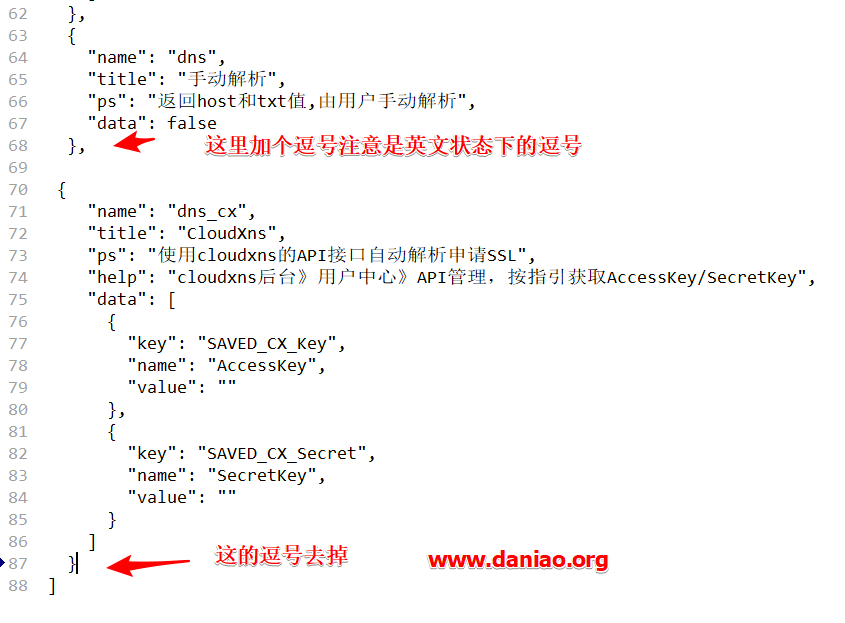 62 },
63 {
64 "name": "dns",
65 "title": "手动解析",
66 "ps": "返回host和txt值,由用户手动解析",
67 "data": false
68 }, 这里加个逗号注意是英文状态下的逗号
69
70 {
71 "name": "dns_cx",
72 "title": "CloudXns",
73 "ps": "使用cloudxns的API接口自动解析申请SSL",
74 "help": "cloudxns后台》用户中心》API管理，按指引获取AccessKey/SecretKey",
75 "data": [
76 {
77 "key": "SAVED_CX_Key",
78 "name": "AccessKey",
79 "value": ""
80 },
81 {
82 "key": "SAVED_CX_Secret",
83 "name": "SecretKey",
84 "value": ""
85 }
86 ]
87 } 这的逗号去掉 www.daniao.org
88 ]